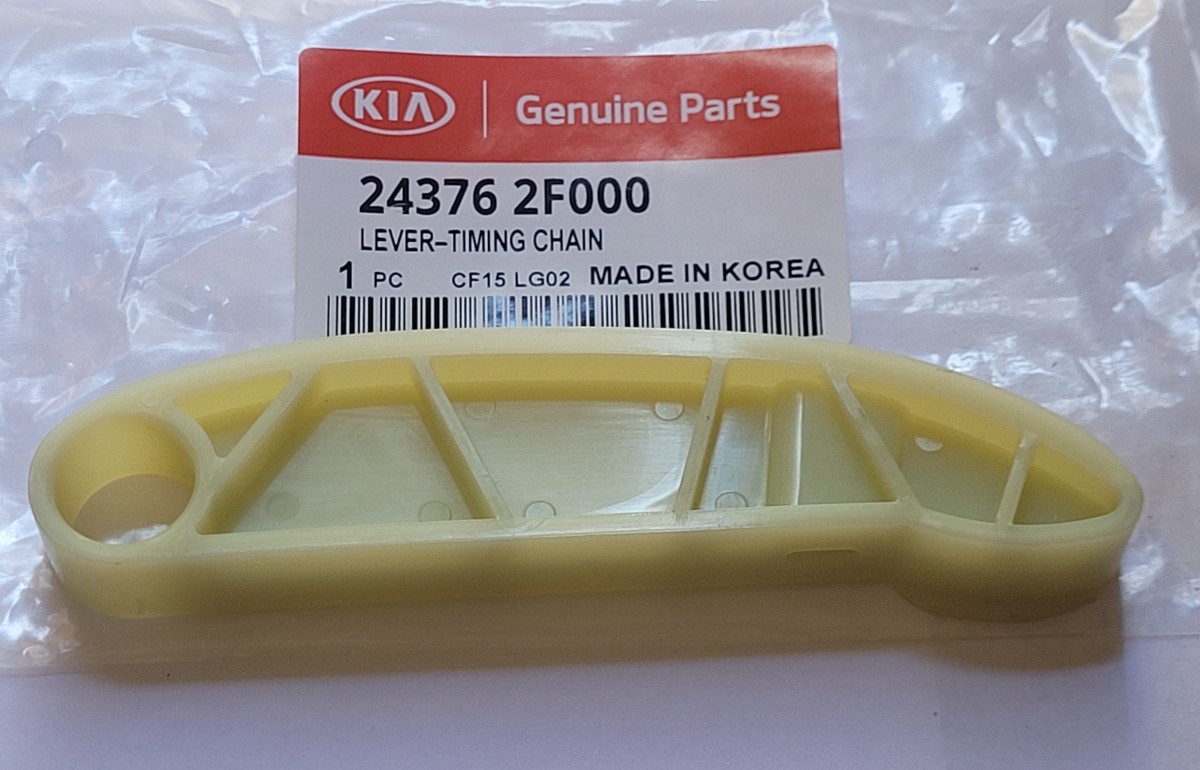 KIA Genuine Parts
24376 2F000
LEVER-TIMING CHAIN
1 PC CF15 LG02 MADE IN KOREA